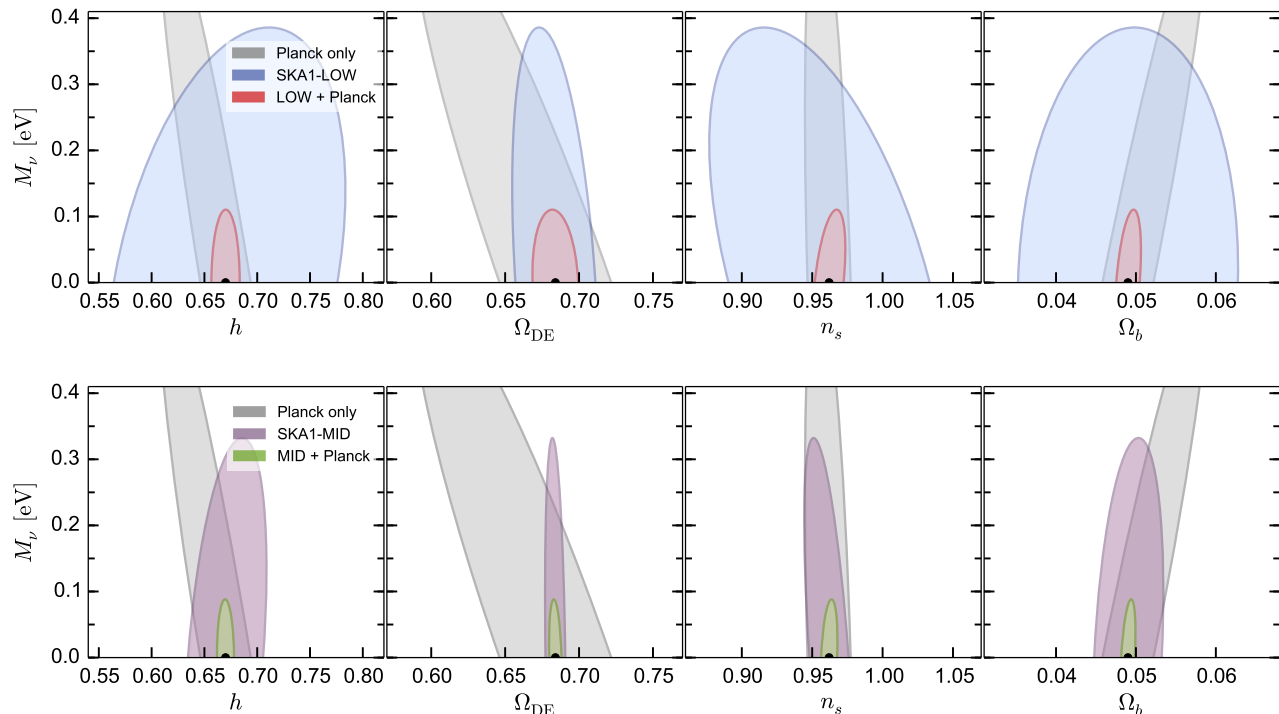 0.4
0.3
0.2
0.1
0.0
M_ν [eV]
Planck only
SKA1-LOW
LOW + Planck
0.55 0.60 0.65 0.70 0.75 0.80
0.60 0.65 0.70 0.75
0.90 0.95 1.00 1.05
0.04 0.05 0.06
h
Ω_DE
n_s
Ω_b
0.4
0.3
0.2
0.1
0.0
M_ν [eV]
Planck only
SKA1-MID
MID + Planck
0.55 0.60 0.65 0.70 0.75 0.80
0.60 0.65 0.70 0.75
0.90 0.95 1.00 1.05
0.04 0.05 0.06
h
Ω_DE
n_s
Ω_b